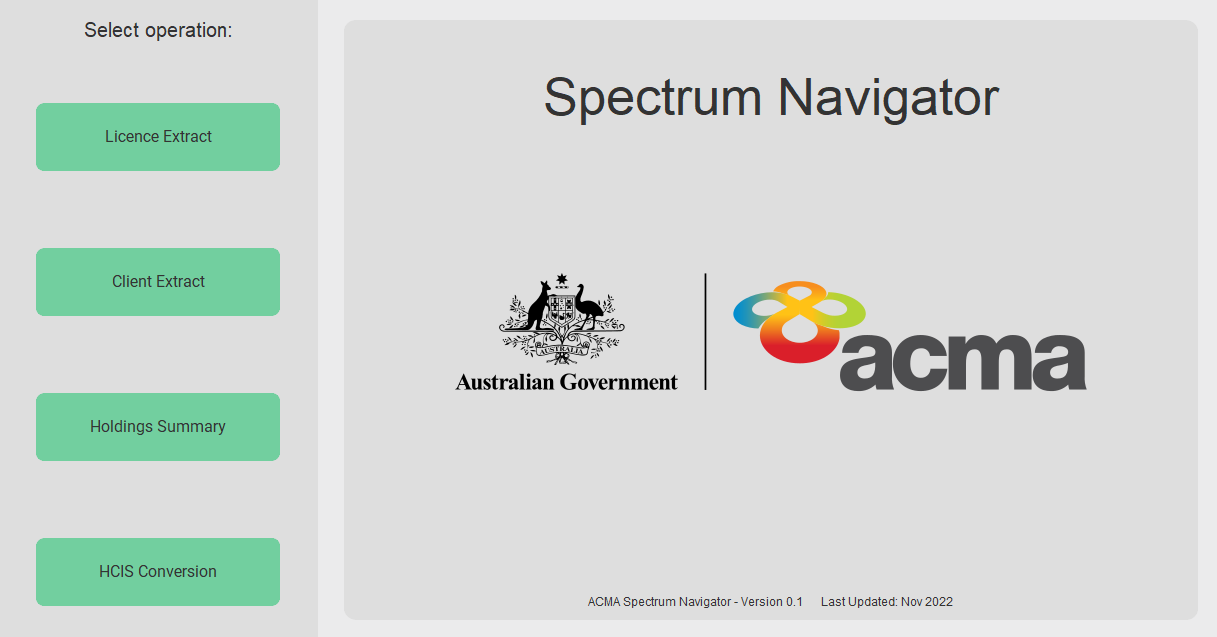 Select operation:
Licence Extract
Client Extract
Holdings Summary
HCIS Conversion
Spectrum Navigator
AUSTRALIA
Australian Government
acma
ACMA Spectrum Navigator - Version 0.1 Last Updated: Nov 2022